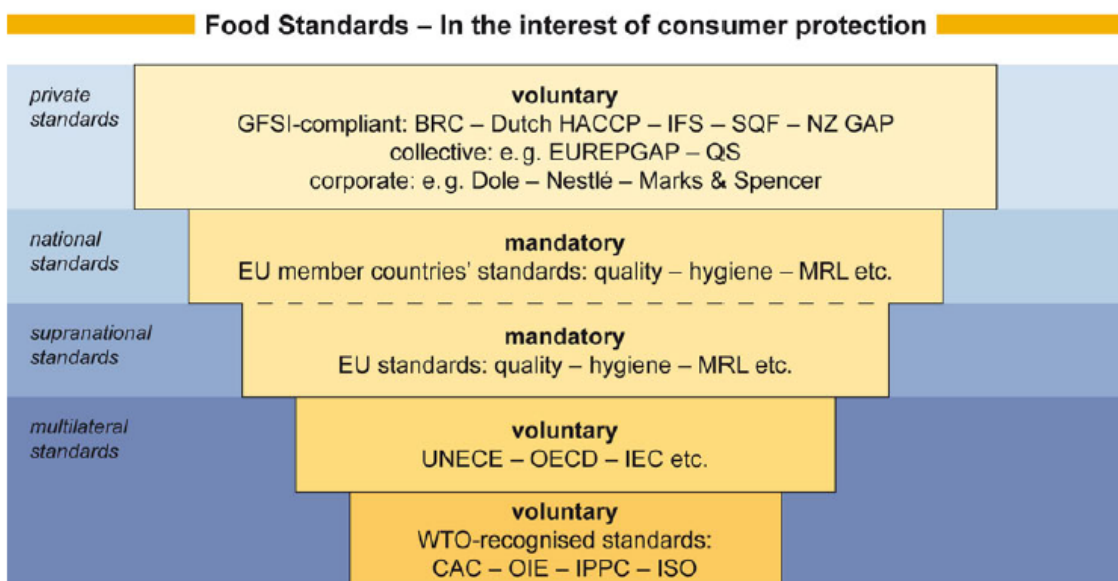 Food Standards – In the interest of consumer protection
private
standards
voluntary
GFSI-compliant: BRC – Dutch HACCP – IFS – SQF – NZ GAP
collective: e. g. EUREPGAP – QS
corporate: e. g. Dole – Nestlé – Marks & Spencer
national
standards
mandatory
EU member countries’ standards: quality – hygiene – MRL etc.
supranational
standards
mandatory
EU standards: quality – hygiene – MRL etc.
multilateral
standards
voluntary
UNECE – OECD – IEC etc.
voluntary
WTO-recognised standards:
CAC – OIE – IPPC – ISO